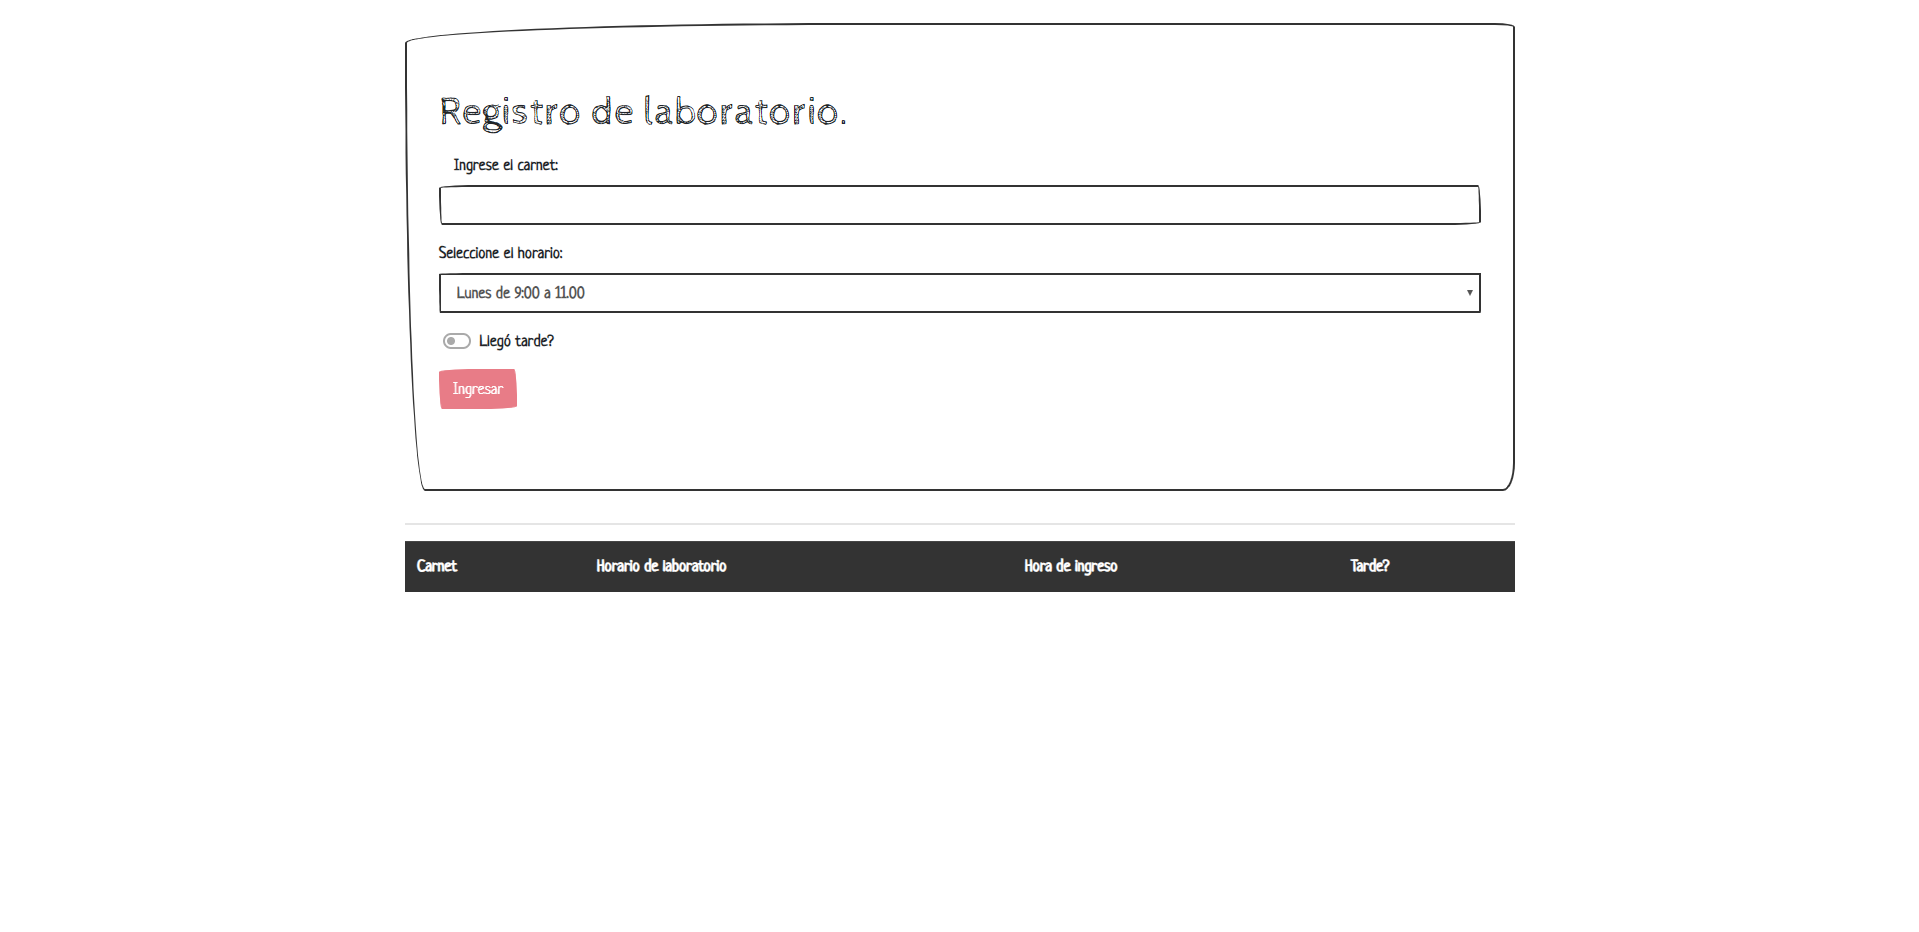 Registro de laboratorio.
Ingrese el carnet:
Seleccione el horario:
Lunes de 9:00 a 11.00
Llegó tarde?
Ingresar
Carnet Horario de laboratorio Hora de ingreso Tarde?